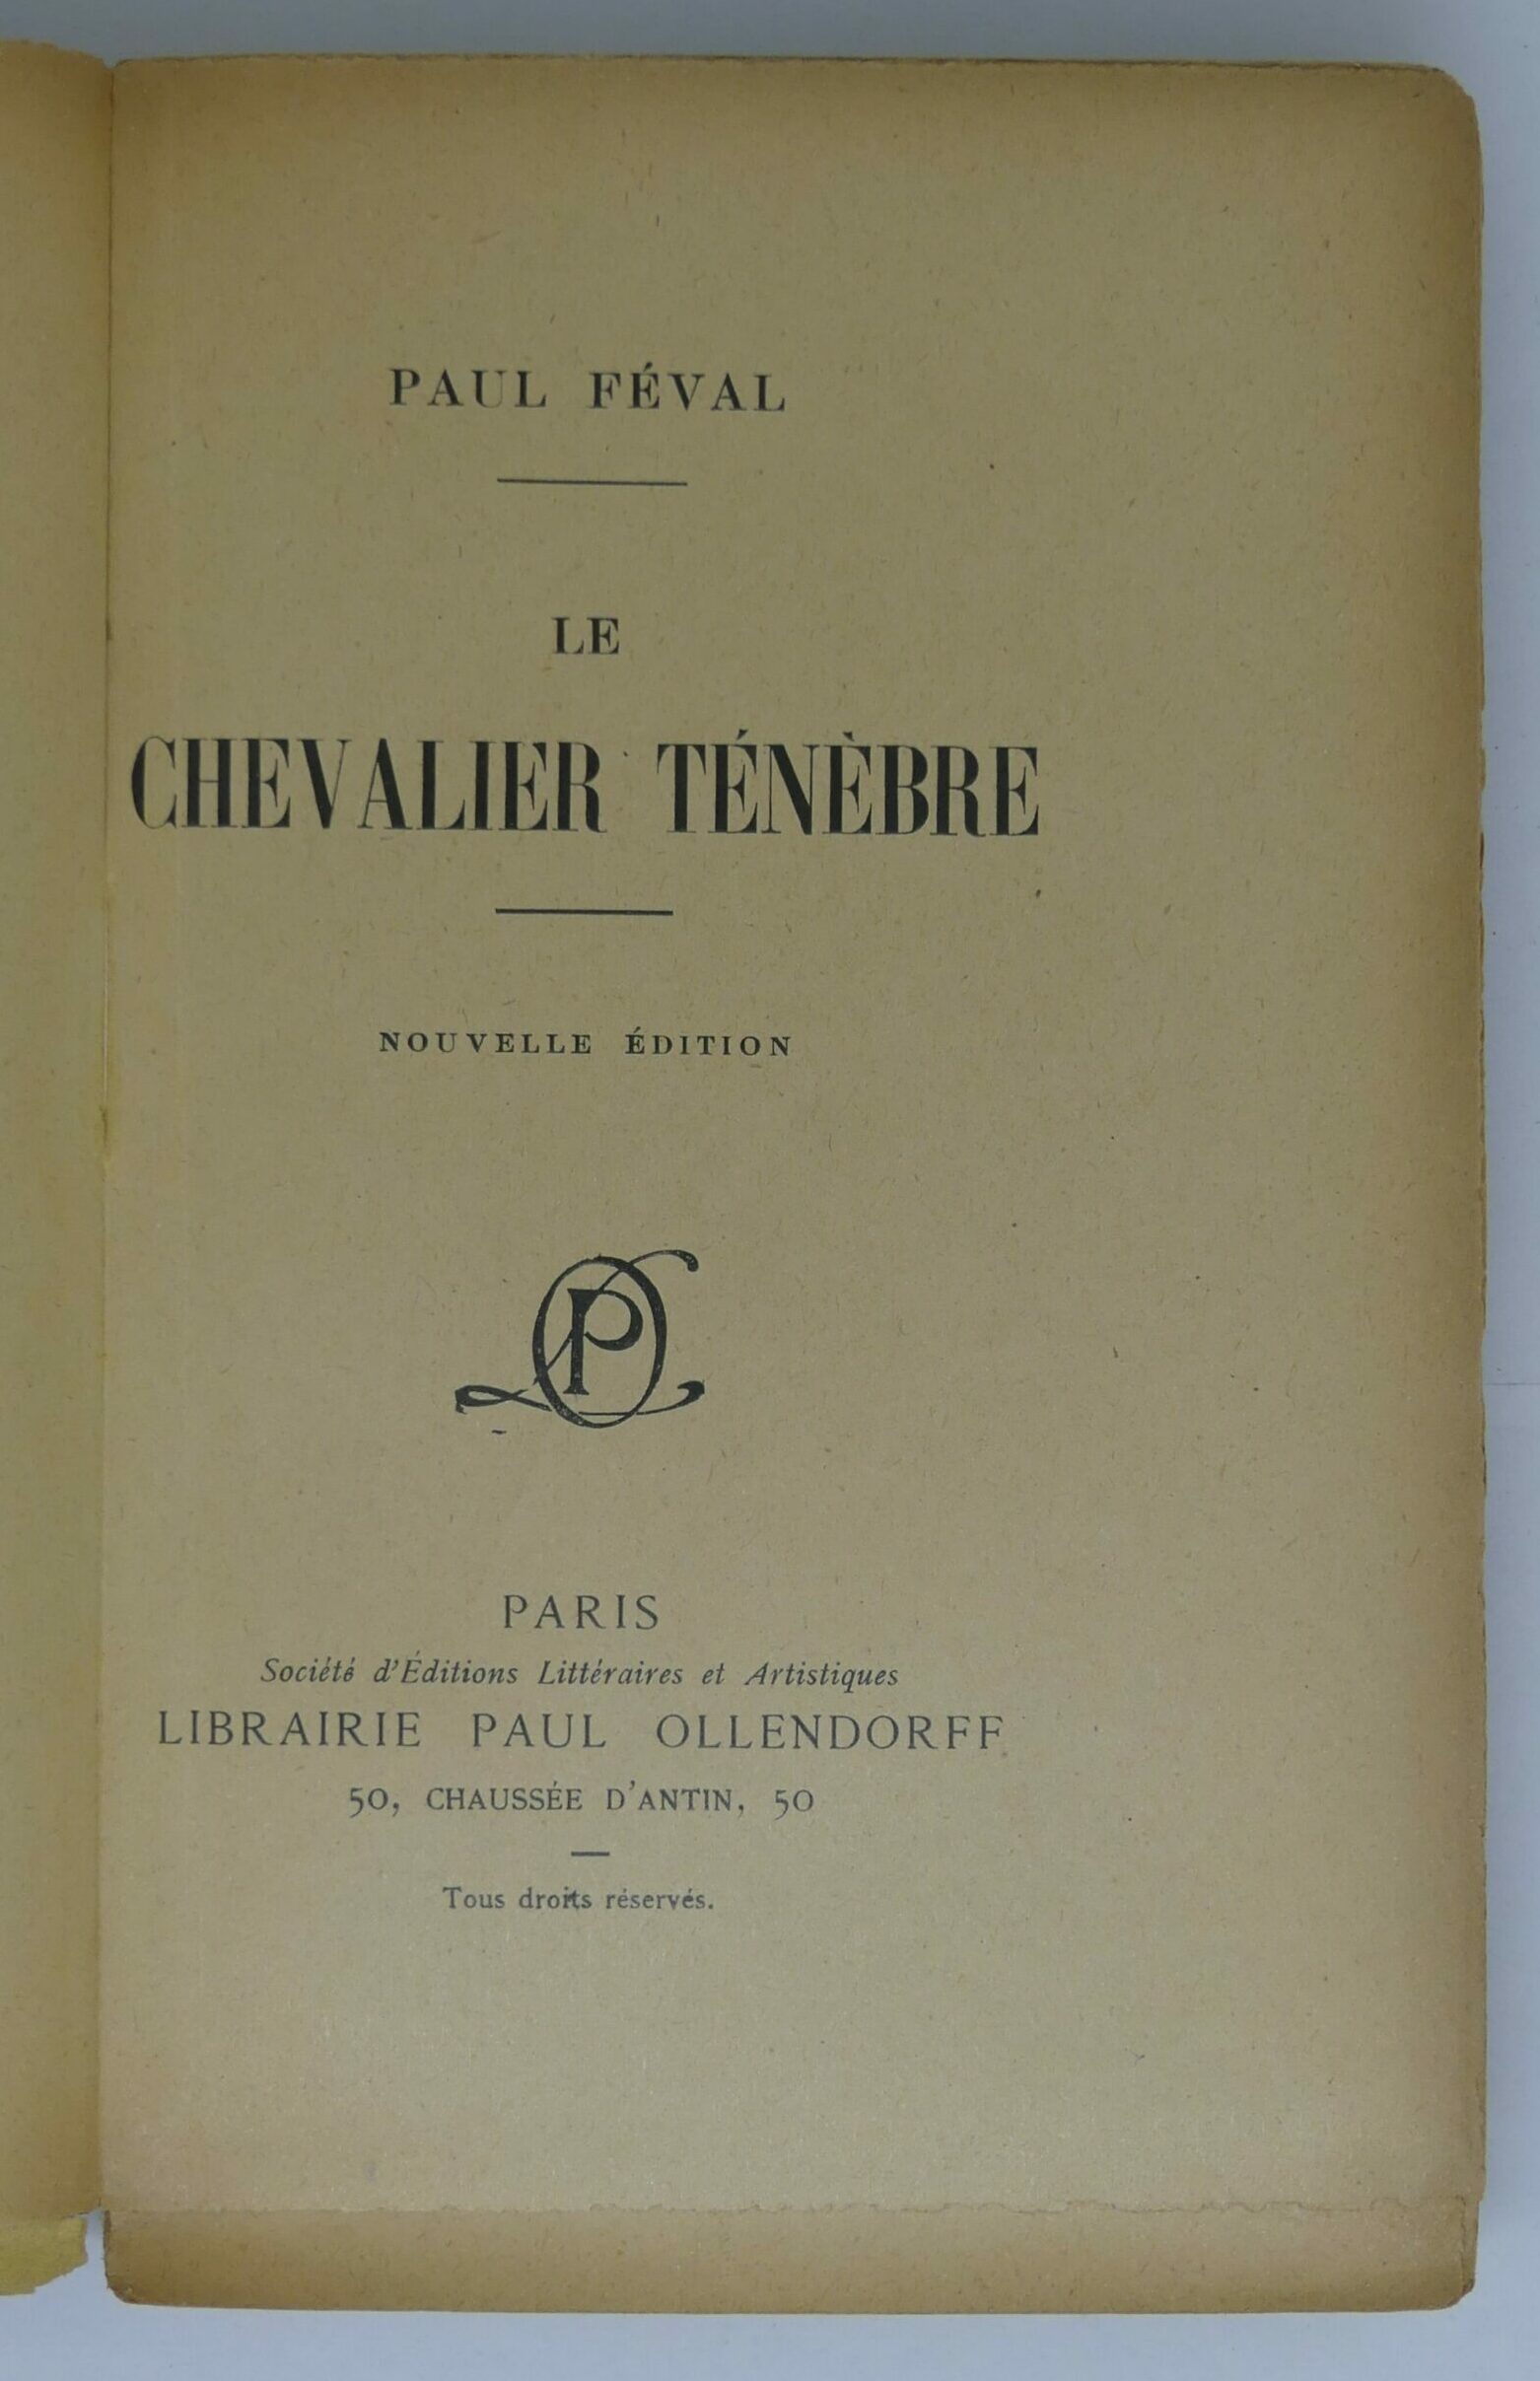 PAUL FÉVAL
LE
CHEVALIER TÉNÈBRE
NOUVELLE ÉDITION
PO
PARIS
Société d'Éditions Littéraires et Artistiques
LIBRAIRIE PAUL OLLENDORFF
50, CHAUSSÉE D'ANTIN, 50
Tous droits réservés.